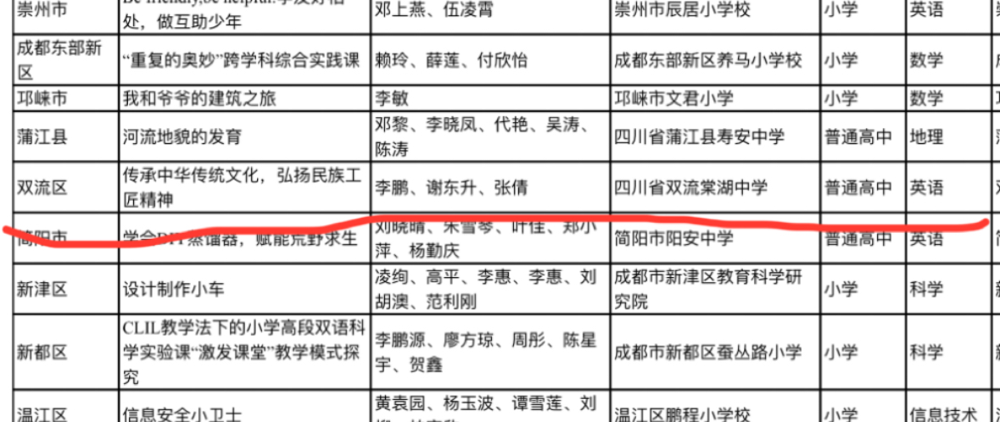 崇州市 Be friendly,be helpful:学友好相 邓上燕、伍凌霄 崇州市辰居小学校 小学 英语
处，做互助少年
成都东部新 “重复的奥妙”跨学科综合实践课 赖玲、薛莲、付欣怡 成都东部新区养马小学校 小学 数学
区
邛崃市 我和爷爷的建筑之旅 李敏 邛崃市文君小学 小学 数学
蒲江县 河流地貌的发育 邓黎、李晓凤、代艳、吴涛、 四川省蒲江县寿安中学 普通高中 地理
陈涛
双流区 传承中华传统文化，弘扬民族工 李鹏、谢东升、张倩 四川省双流棠湖中学 普通高中 英语
匠精神
简阳市 学会DIY蒸馏器，赋能荒野求生 刘晓晴、朱雪琴、叶佳、郑小 简阳市阳安中学 普通高中 英语
萍、杨勤庆
新津区 设计制作小车 凌绚、高平、李惠、李惠、刘 成都市新津区教育科学研 小学 科学
胡澳、范利刚 究院
新都区 CLIL教学法下的小学高段双语科 李鹏源、廖方琼、周彤、陈星 成都市新都区蚕丛路小学 小学 科学
学实验课“激发课堂”教学模式探 宇、贺鑫
究
温江区 信息安全小卫士 黄袁园、杨玉波、谭雪莲、刘 温江区鹏程小学校 小学 信息技术